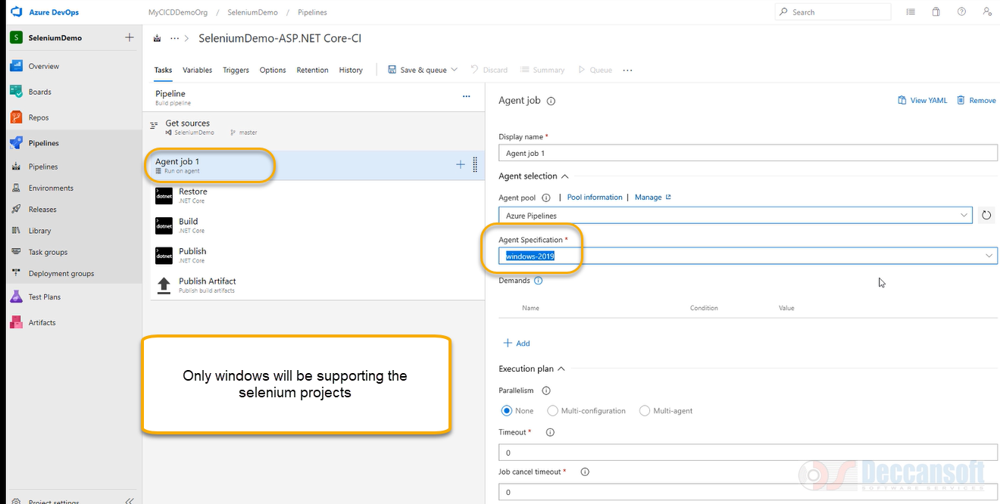 Azure DevOps
MyCICDDemoOrg / SeleniumDemo / Pipelines
Search
S SeleniumDemo
SeleniumDemo-ASP.NET Core-CI
Overview
Boards
Repos
Pipelines
Pipelines
Environments
Releases
Library
Task groups
Deployment groups
Test Plans
Artifacts
Project settings
Tasks Variables Triggers Options Retention History Save & queue Discard Summary Queue
Pipeline
Build pipeline
Get sources
SeleniumDemo master
Agent job 1
Run on agent
dotnet Restore
.NET Core
dotnet Build
.NET Core
dotnet Publish
.NET Core
Publish Artifact
Publish build artifacts
Only windows will be supporting the
selenium projects
Agent job
View YAML Remove
Display name *
Agent job 1
Agent selection
Agent pool | Pool information | Manage
Azure Pipelines
Agent Specification *
windows-2019
Demands
Name Condition Value
+ Add
Execution plan
Parallelism
None Multi-configuration Multi-agent
Timeout *
0
Job cancel timeout *
0
DS Deccansoft
SOFTWARE SERVICES